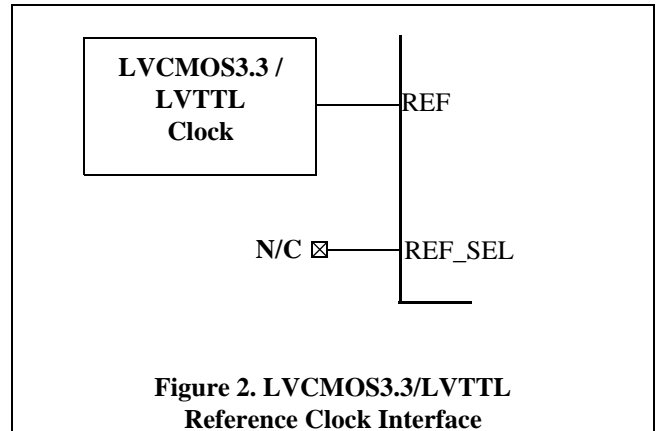 LVCMOS3.3 /
LVTTL
Clock
REF
N/C
REF_SEL
Figure 2. LVCMOS3.3/LVTTL
Reference Clock Interface